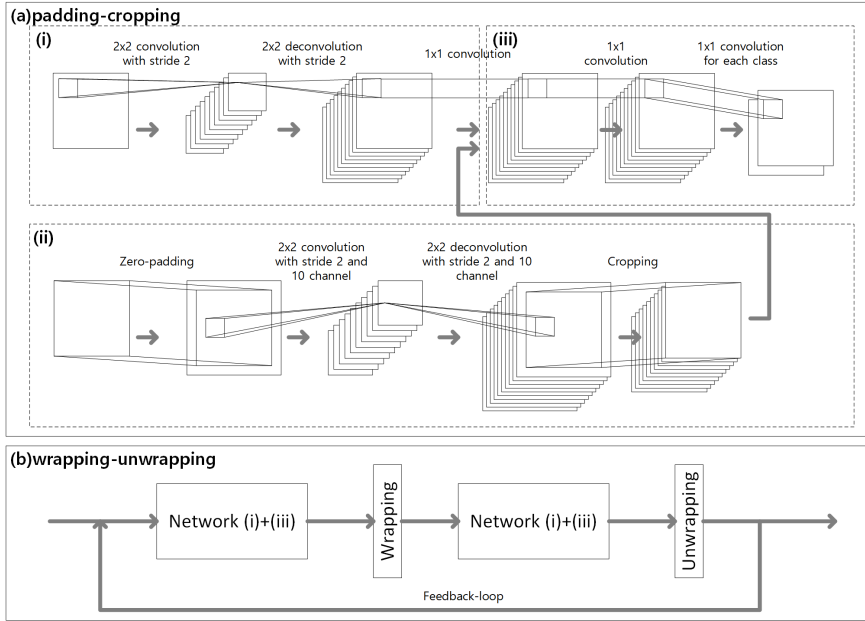 (a)padding-cropping
(i)
2x2 convolution
with stride 2
2x2 deconvolution
with stride 2
1x1 convolution
(iii)
1x1
convolution
1x1 convolution
for each class
(ii)
Zero-padding
2x2 convolution
with stride 2 and
10 channel
2x2 deconvolution
with stride 2 and 10
channel
Cropping
(b)wrapping-unwrapping
Network (i)+(iii)
Wrapping
Network (i)+(iii)
Unwrapping
Feedback-loop